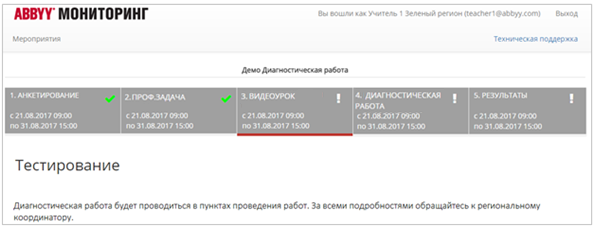 ABBYY® МОНИТОРИНГ
Вы вошли как Учитель 1 Зеленый регион (teacher1@abbyy.com) Выход
Мероприятия Техническая поддержка
Демо Диагностическая работа
1. АНКЕТИРОВАНИЕ
с 21.08.2017 09:00
по 31.08.2017 15:00
2.ПРОФ.ЗАДАЧА
с 21.08.2017 09:00
по 31.08.2017 15:00
3. ВИДЕОУРОК
с 21.08.2017 09:00
по 31.08.2017 15:00
4. ДИАГНОСТИЧЕСКАЯ
РАБОТА
с 21.08.2017 09:00
по 31.08.2017 15:00
5. РЕЗУЛЬТАТЫ
с 21.08.2017 09:00
по 31.08.2017 15:00
Тестирование
Диагностическая работа будет проводиться в пунктах проведения работ. За всеми подробностями обращайтесь к региональному
координатору.